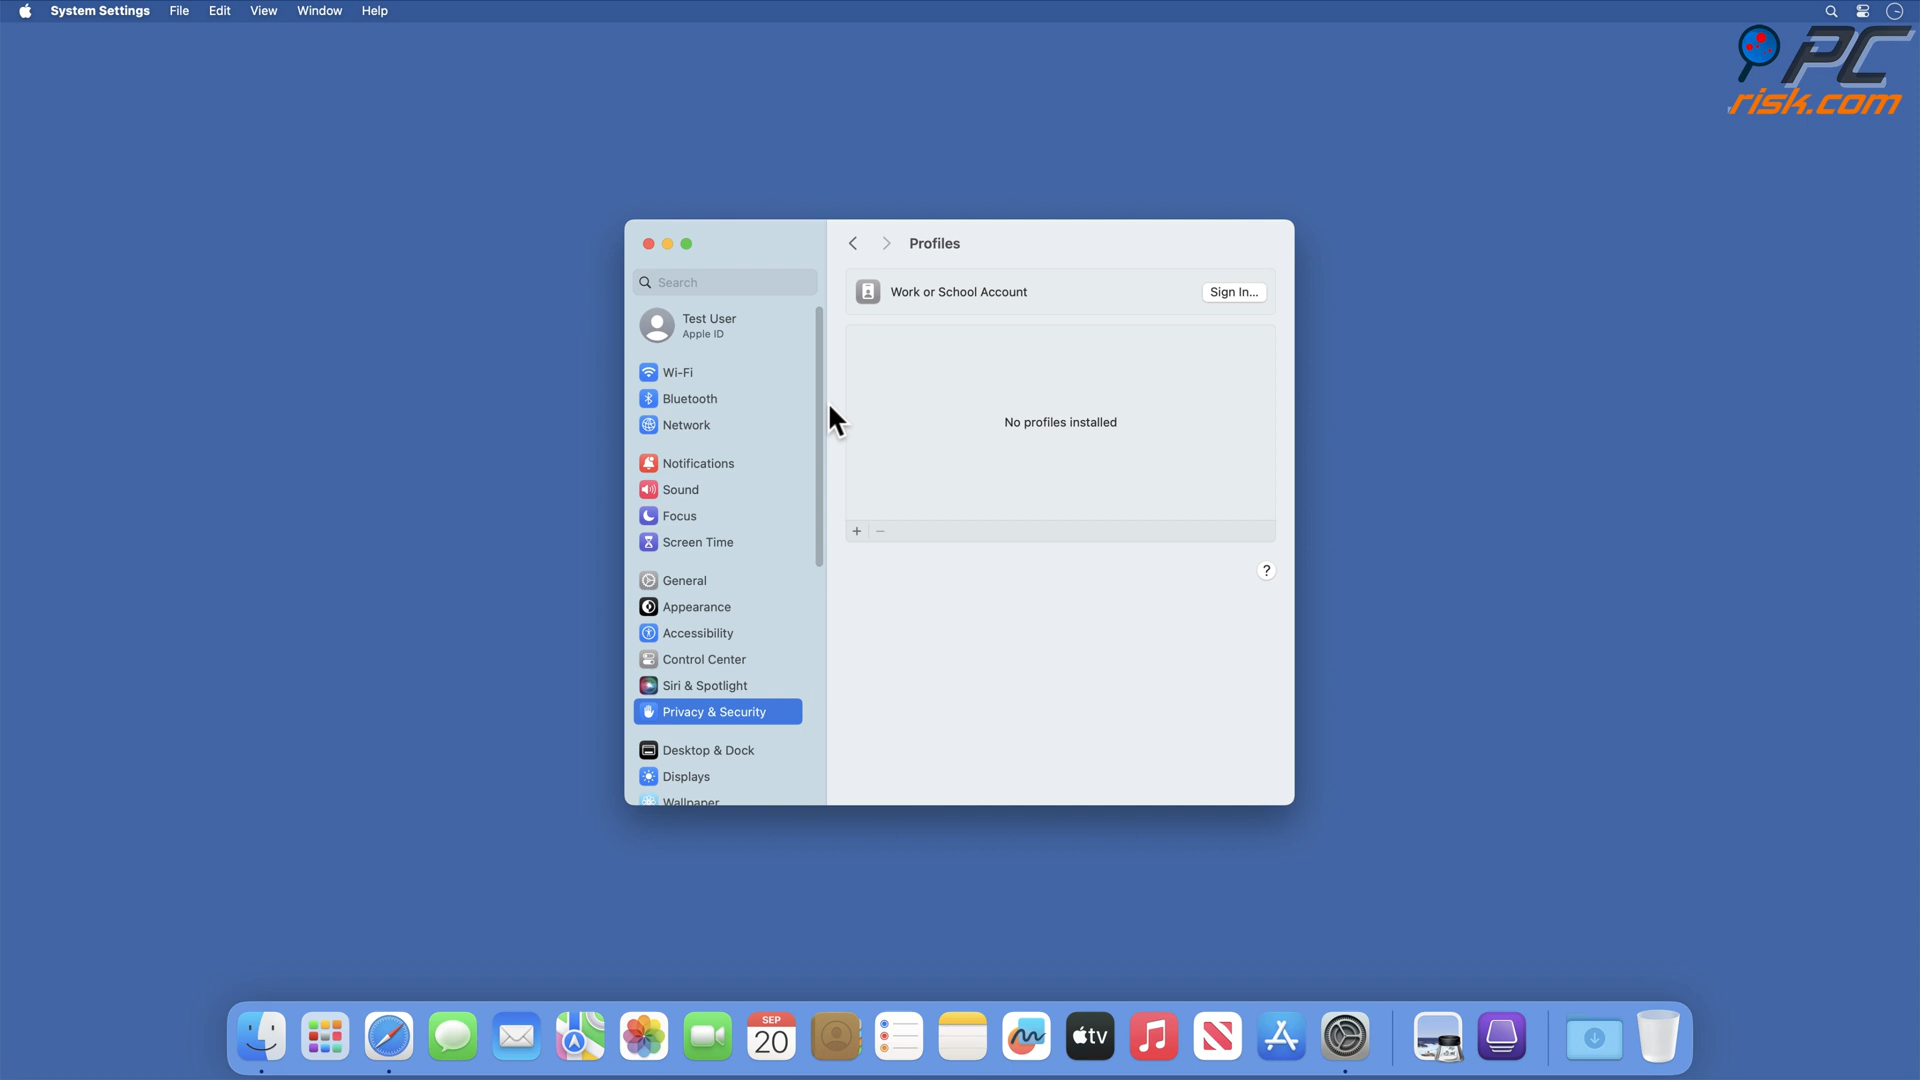 System Settings File Edit View Window Help
PC
risk.com
Profiles
Work or School Account Sign In...
Search
Test User
Apple ID
Wi-Fi
Bluetooth
Network
No profiles installed
Notifications
Sound
Focus
Screen Time
+ −
?
General
Appearance
Accessibility
Control Center
Siri & Spotlight
Privacy & Security
Desktop & Dock
Displays
Wallpaper
SEP
20
tv